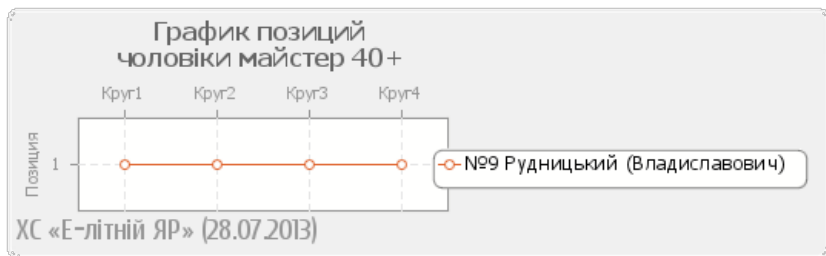 График позиций
чоловіки майстер 40+
Круг1 Круг2 Круг3 Круг4
Позиция
1
№9 Рудницький (Владиславович)
ХС «Е-літній ЯР» (28.07.2013)